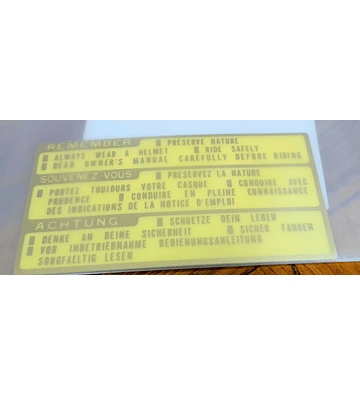 REMEMBER ■ PRESERVE NATURE
■ ALWAYS WEAR A HELMET ■ RIDE SAFELY
■ READ OWNER'S MANUAL CAREFULLY BEFORE RIDING
SOUVENEZ VOUS ■ PRESERVEZ LA NATURE
■ PORTEZ TOUJOURS VOTRE CASQUE ■ CONDUIRE AVEC
PRUDENCE ■ CONDUIRE EN PLEINE CONNAISSANCE
DES INDICATIONS DE LA NOTICE D'EMPLOI
ACHTUNG ■ SCHUETZE DEIN LEBEN
■ DENKE AN DEINE SICHERHEIT ■ SICHER FAHREN
■ VOR INBETRIEBNAHME BEDIENUNGSANLEITUNG
SORGFAELTIG LESEN